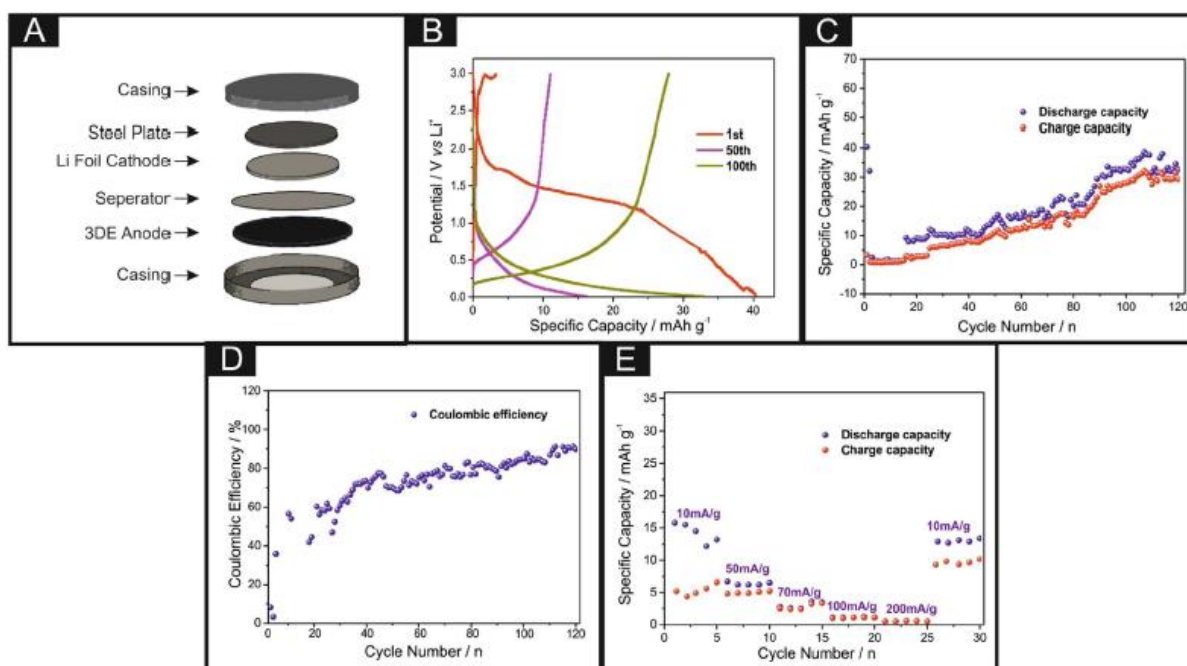 A
Casing
Steel Plate
Li Foil Cathode
Seperator
3DE Anode
Casing
B
Potential / V vs Li⁺
3.0
2.5
2.0
1.5
1.0
0.5
0.0
1st
50th
100th
0 10 20 30 40
Specific Capacity / mAh g⁻¹
C
Specific Capacity / mAh g⁻¹
70
60
50
40
30
20
10
0
-10
Discharge capacity
Charge capacity
0 10 20 30 40 50 60 70 80 90 100 110 120
Cycle Number / n
D
Coulombic Efficiency / %
120
100
80
60
40
20
0
Coulombic efficiency
0 20 40 60 80 100 120
Cycle Number / n
E
Specific Capacity / mAh g⁻¹
35
30
25
20
15
10
5
0
Discharge capacity
Charge capacity
10mA/g
50mA/g
70mA/g
100mA/g
200mA/g
10mA/g
0 5 10 15 20 25 30
Cycle Number / n